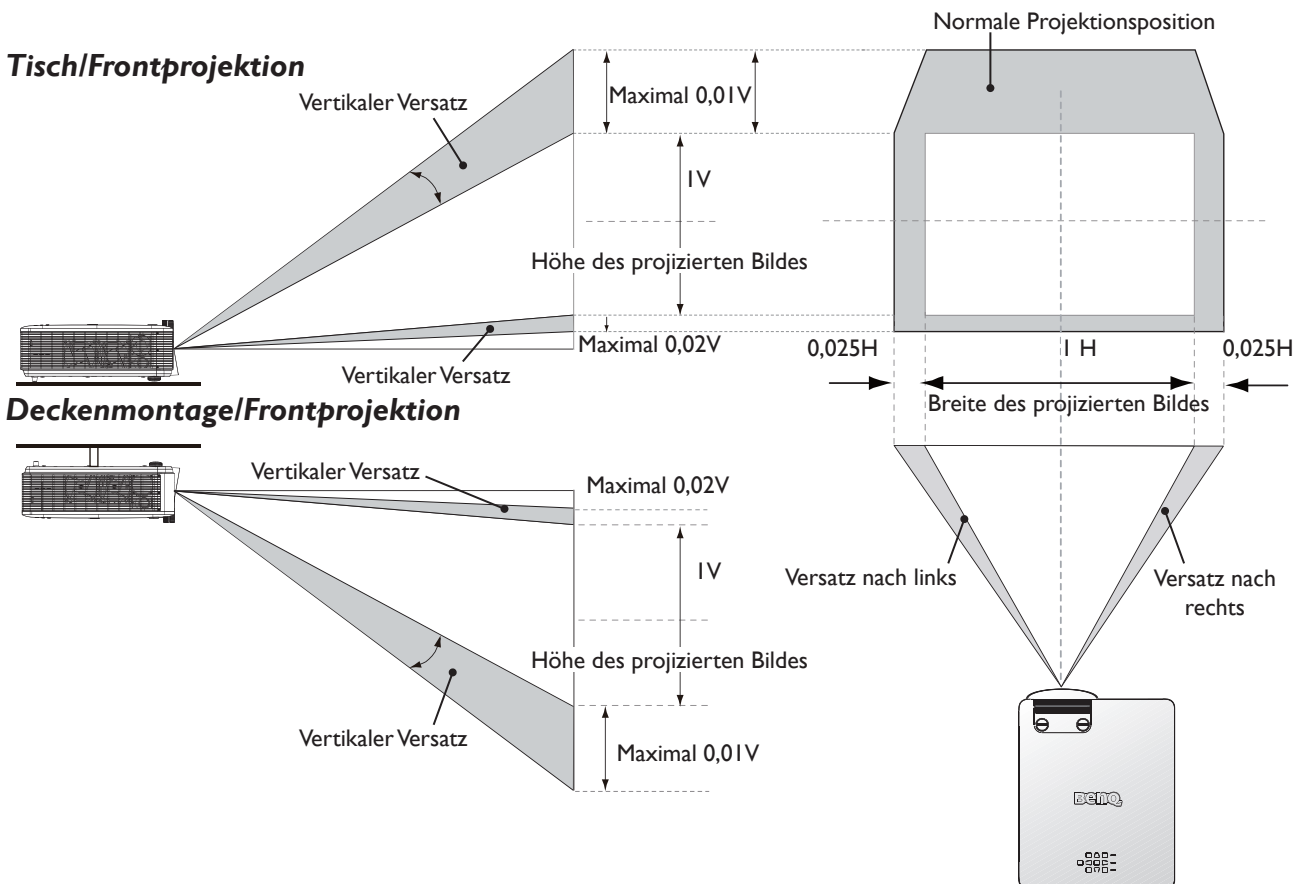 Normale Projektionsposition
Tisch/Frontprojektion
Vertikaler Versatz
Maximal 0,01V
1V
Höhe des projizierten Bildes
Maximal 0,02V
Vertikaler Versatz
0,025H
1 H
0,025H
Breite des projizierten Bildes
Deckenmontage/Frontprojektion
Vertikaler Versatz
Maximal 0,02V
1V
Höhe des projizierten Bildes
Vertikaler Versatz
Maximal 0,01V
Versatz nach links
Versatz nach
rechts
BenQ